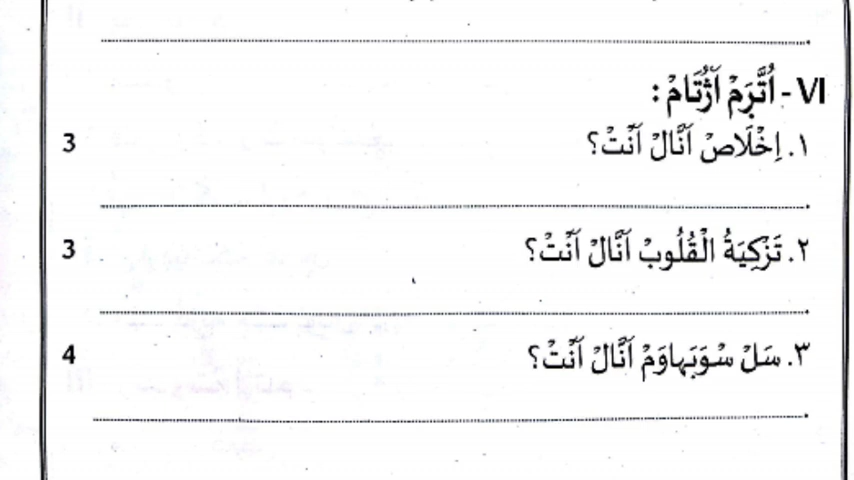 VI - اُتَّرَمْ اَژُتَامْ :
١. اِخْلَاصْ اَنَّالْ اَنْتْ؟ 3
٢. تَزْكِيَةُ الْقُلُوبْ اَنَّالْ اَنْتْ؟ 3
٣. سَلْ سْوَبَهاوَمْ اَنَّالْ اَنْتْ؟ 4